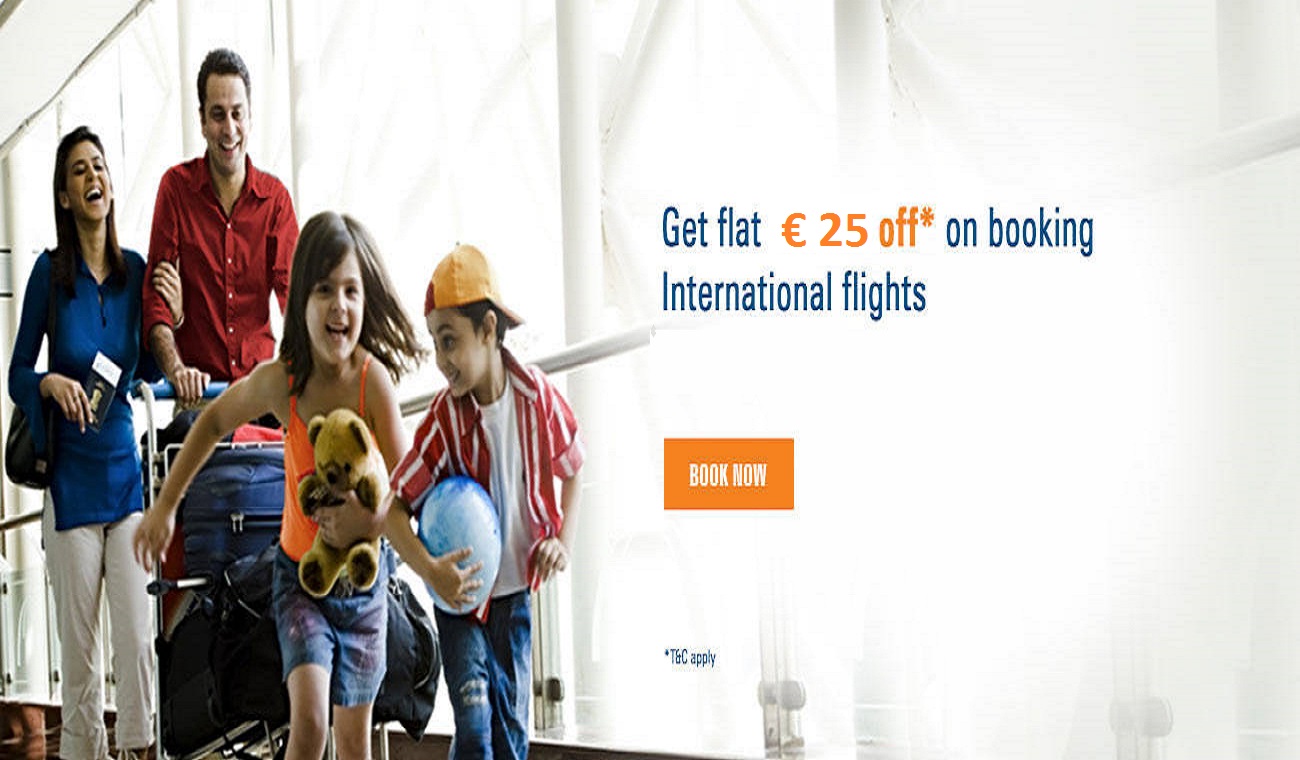 Get flat € 25 off* on booking
International flights
BOOK NOW
*T&C apply